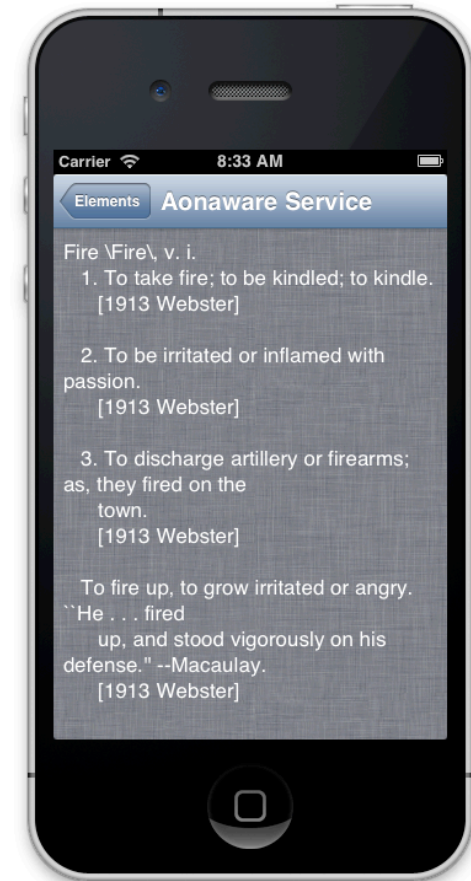 Carrier 8:33 AM
Elements Aonaware Service
Fire \Fire\, v. i.
1. To take fire; to be kindled; to kindle.
[1913 Webster]
2. To be irritated or inflamed with
passion.
[1913 Webster]
3. To discharge artillery or firearms;
as, they fired on the
town.
[1913 Webster]
To fire up, to grow irritated or angry.
``He . . . fired
up, and stood vigorously on his
defense." --Macaulay.
[1913 Webster]